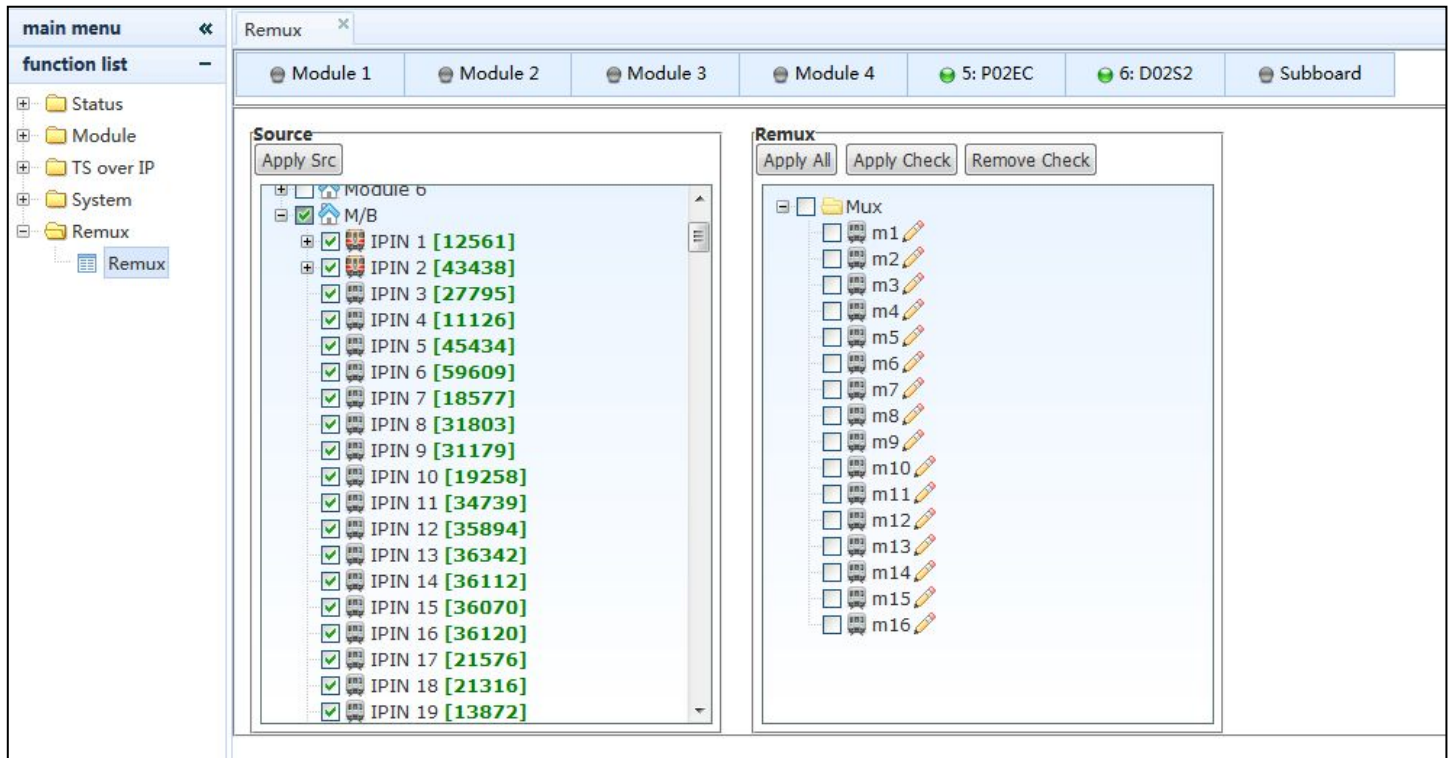 main menu «
function list −
Status
Module
TS over IP
System
Remux
Remux
Remux ×
Module 1
Module 2
Module 3
Module 4
5: P02EC
6: D02S2
Subboard
Source
Apply Src
Module 6
M/B
IPIN 1 [12561]
IPIN 2 [43438]
IPIN 3 [27795]
IPIN 4 [11126]
IPIN 5 [45434]
IPIN 6 [59609]
IPIN 7 [18577]
IPIN 8 [31803]
IPIN 9 [31179]
IPIN 10 [19258]
IPIN 11 [34739]
IPIN 12 [35894]
IPIN 13 [36342]
IPIN 14 [36112]
IPIN 15 [36070]
IPIN 16 [36120]
IPIN 17 [21576]
IPIN 18 [21316]
IPIN 19 [13872]
Remux
Apply All
Apply Check
Remove Check
Mux
m1
m2
m3
m4
m5
m6
m7
m8
m9
m10
m11
m12
m13
m14
m15
m16